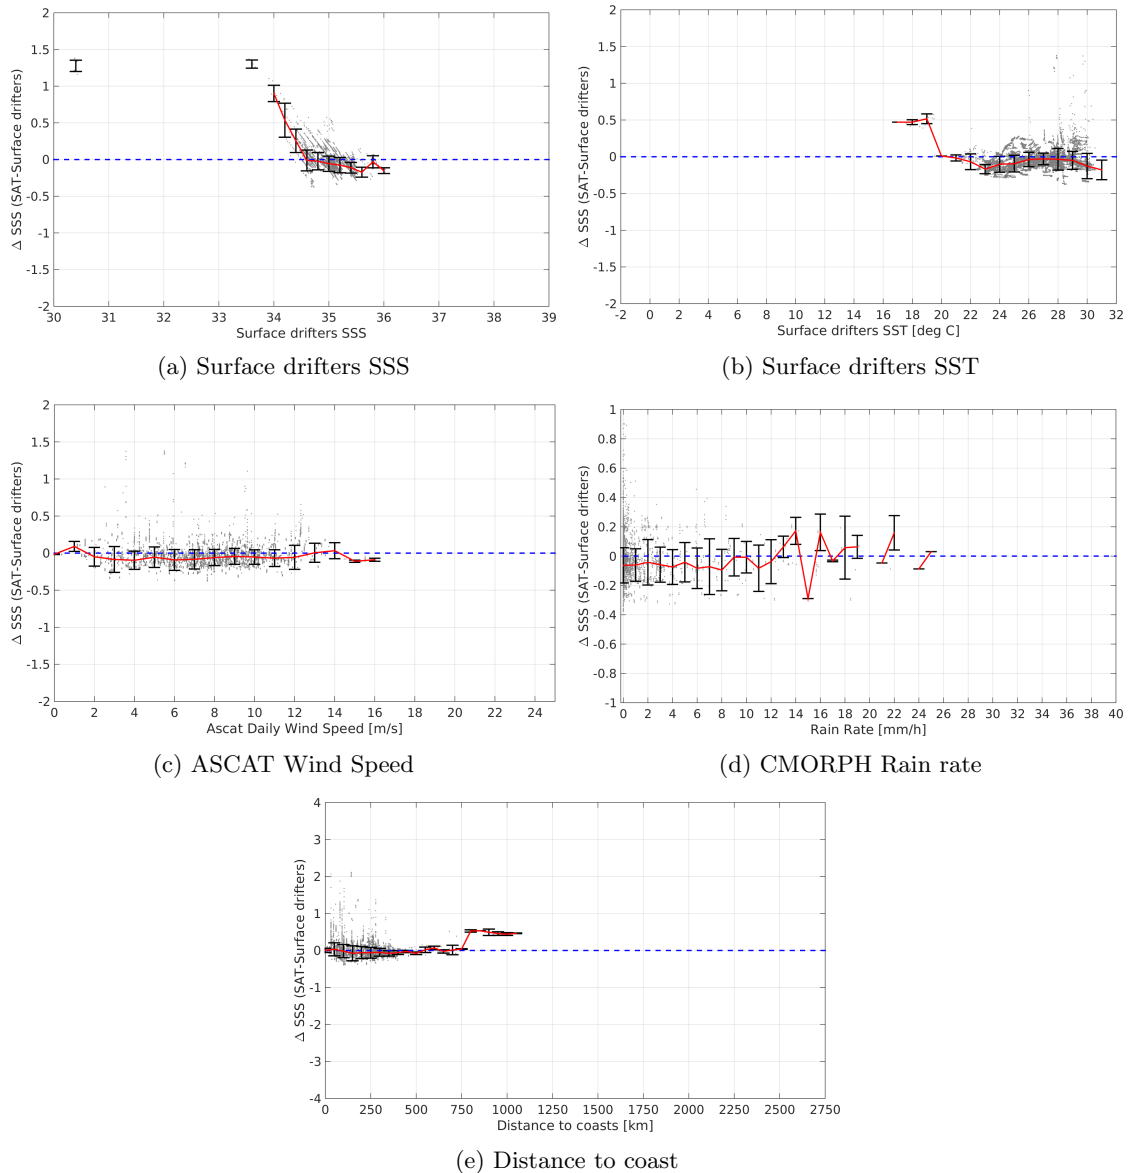 2
1.5
1
0.5
0
-0.5
-1
-1.5
-2
Δ SSS (SAT-Surface drifters)
30 31 32 33 34 35 36 37 38 39
Surface drifters SSS
(a) Surface drifters SSS
2
1.5
1
0.5
0
-0.5
-1
-1.5
-2
Δ SSS (SAT-Surface drifters)
-2 0 2 4 6 8 10 12 14 16 18 20 22 24 26 28 30 32
Surface drifters SST [deg C]
(b) Surface drifters SST
2
1.5
1
0.5
0
-0.5
-1
-1.5
-2
Δ SSS (SAT-Surface drifters)
0 2 4 6 8 10 12 14 16 18 20 22 24
Ascat Daily Wind Speed [m/s]
(c) ASCAT Wind Speed
1
0.8
0.6
0.4
0.2
0
-0.2
-0.4
-0.6
-0.8
-1
Δ SSS (SAT-Surface drifters)
0 2 4 6 8 10 12 14 16 18 20 22 24 26 28 30 32 34 36 38 40
Rain Rate [mm/h]
(d) CMORPH Rain rate
4
3
2
1
0
-1
-2
-3
-4
Δ SSS (SAT-Surface drifters)
0 250 500 750 1000 1250 1500 1750 2000 2250 2500 2750
Distance to coasts [km]
(e) Distance to coast